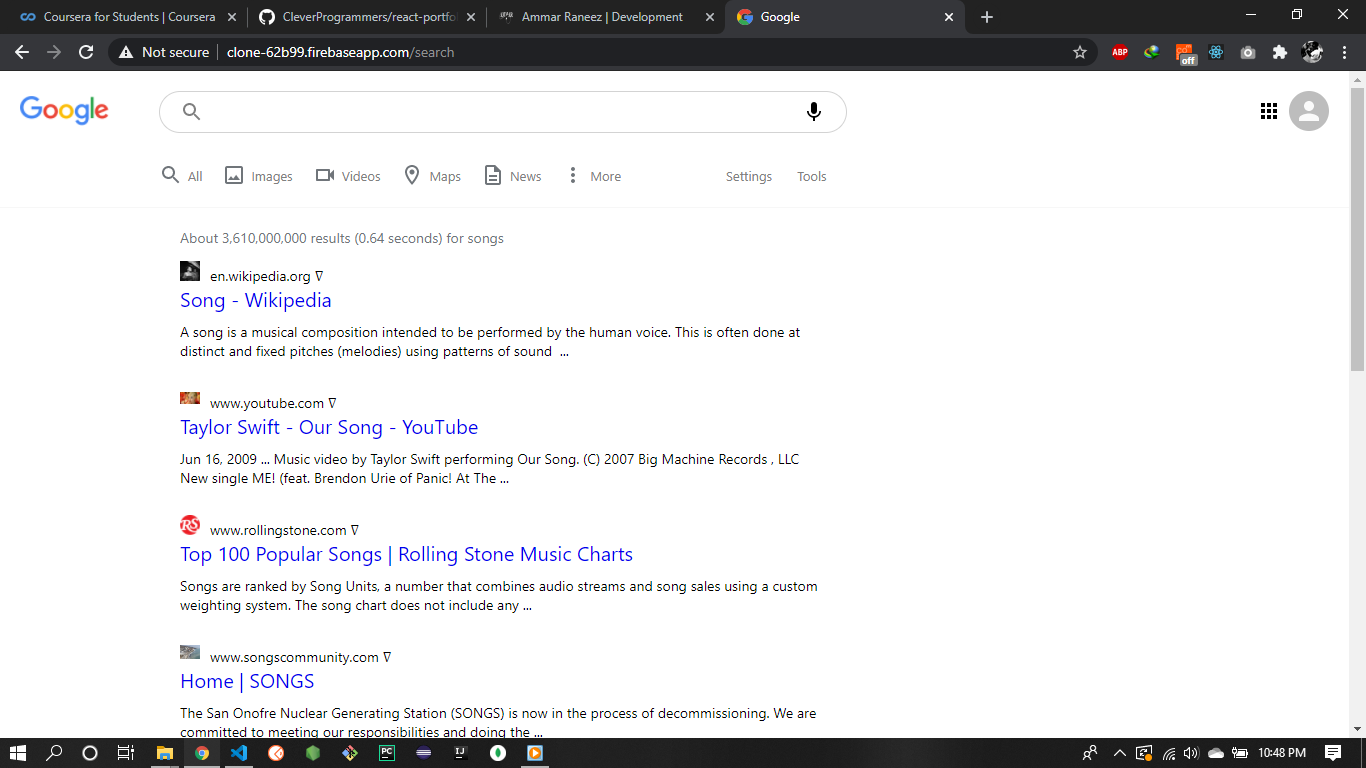 Coursera for Students | Coursera
CleverProgrammers/react-portfo
Ammar Raneez | Development
Google
Not secure
clone-62b99.firebaseapp.com/search
ABP
off
Google
All
Images
Videos
Maps
News
More
Settings
Tools
About 3,610,000,000 results (0.64 seconds) for songs
en.wikipedia.org ∇
Song - Wikipedia
A song is a musical composition intended to be performed by the human voice. This is often done at
distinct and fixed pitches (melodies) using patterns of sound  ...
www.youtube.com ∇
Taylor Swift - Our Song - YouTube
Jun 16, 2009 ... Music video by Taylor Swift performing Our Song. (C) 2007 Big Machine Records , LLC
New single ME! (feat. Brendon Urie of Panic! At The ...
RS
www.rollingstone.com ∇
Top 100 Popular Songs | Rolling Stone Music Charts
Songs are ranked by Song Units, a number that combines audio streams and song sales using a custom
weighting system. The song chart does not include any ...
www.songscommunity.com ∇
Home | SONGS
The San Onofre Nuclear Generating Station (SONGS) is now in the process of decommissioning. We are
committed to meeting our responsibilities and doing the ...
PC
IJ
10:48 PM